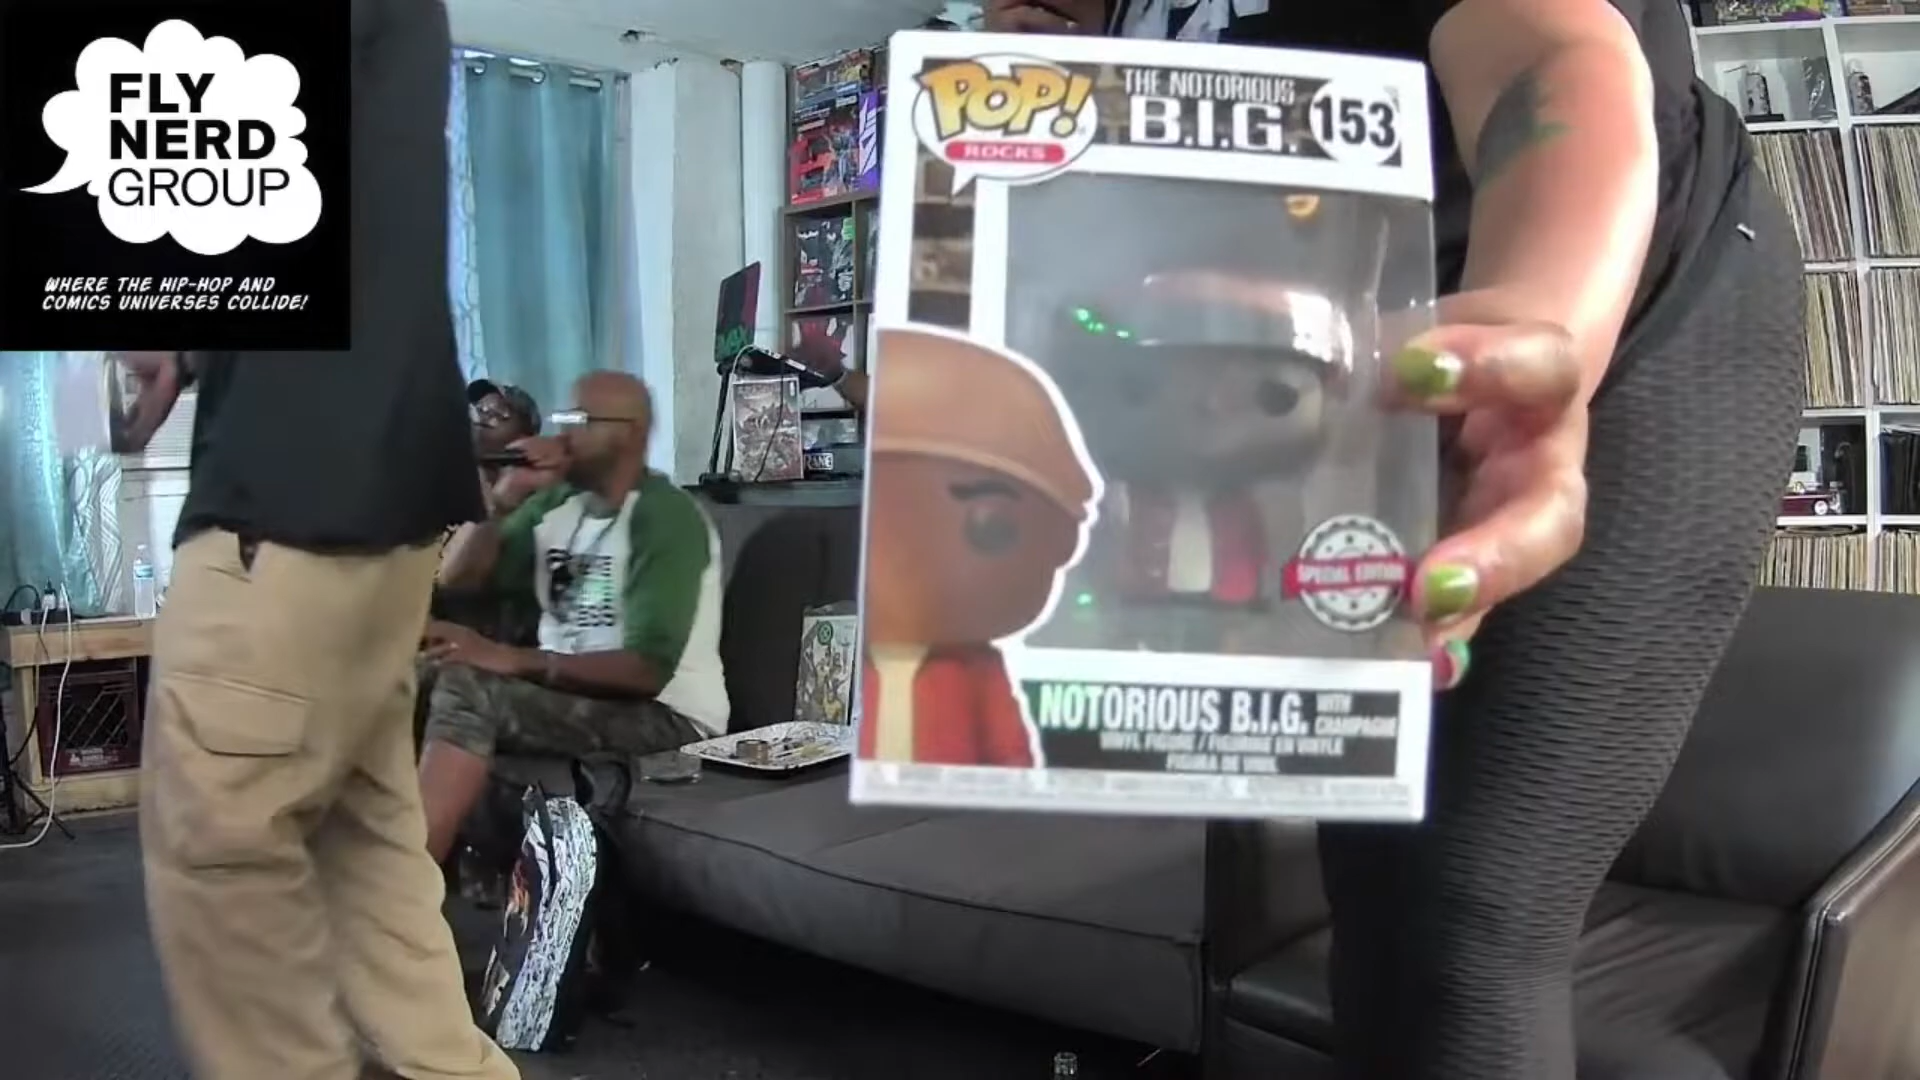 FLY
NERD
GROUP
WHERE THE HIP-HOP AND
COMICS UNIVERSES COLLIDE!
POP!
ROCKS
THE NOTORIOUS
B.I.G.
153
SPECIAL EDITION
NOTORIOUS B.I.G.
WITH
CHAMPAGNE
VINYL FIGURE / FIGURINE EN VINYLE
FIGURA DE VINIL